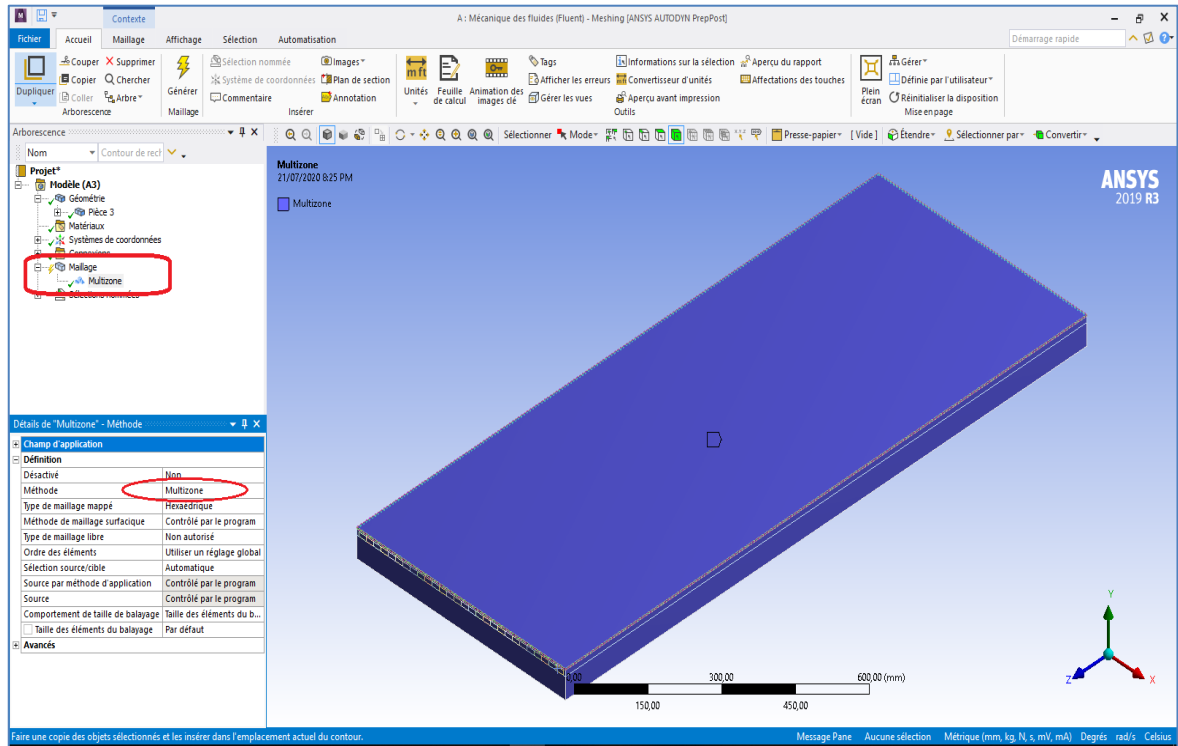 Contexte
A : Mécanique des fluides (Fluent) - Meshing [ANSYS AUTODYN PrepPost]
Fichier Accueil Maillage Affichage Sélection Automatisation
Démarrage rapide
Dupliquer
Couper
Copier
Coller
Supprimer
Chercher
Arbre
Arborescence
Générer
Maillage
Sélection nommée
Système de coordonnées
Commentaire
Images
Plan de section
Annotation
Insérer
Unités
Feuille de calcul
Animation des images clé
Tags
Afficher les erreurs
Gérer les vues
Informations sur la sélection
Convertisseur d'unités
Aperçu avant impression
Aperçu du rapport
Affectations des touches
Outils
Plein écran
Gérer
Définie par l'utilisateur
Réinitialiser la disposition
Mise en page
Arborescence
Nom Contour de rech
Sélectionner Mode Presse-papier [Vide] Étendre Sélectionner par Convertir
Projet*
Modèle (A3)
Géométrie
Pièce 3
Matériaux
Systèmes de coordonnées
Connexions
Maillage
Multizone
Sélections nommées
Multizone
21/07/2020 8:25 PM
Multizone
ANSYS
2019 R3
Détails de "Multizone" - Méthode
Champ d'application
Définition
Désactivé Non
Méthode Multizone
Type de maillage mappé Hexaédrique
Méthode de maillage surfacique Contrôlé par le program
Type de maillage libre Non autorisé
Ordre des éléments Utiliser un réglage global
Sélection source/cible Automatique
Source par méthode d'application Contrôlé par le program
Source Contrôlé par le program
Comportement de taille de balayage Taille des éléments du b...
Taille des éléments du balayage Par défaut
Avancés
0,00 300,00 600,00 (mm)
150,00 450,00
Y
Z
X
Faire une copie des objets sélectionnés et les insérer dans l'emplacement actuel du contour.
Message Pane Aucune sélection Métrique (mm, kg, N, s, mV, mA) Degrés rad/s Celsius